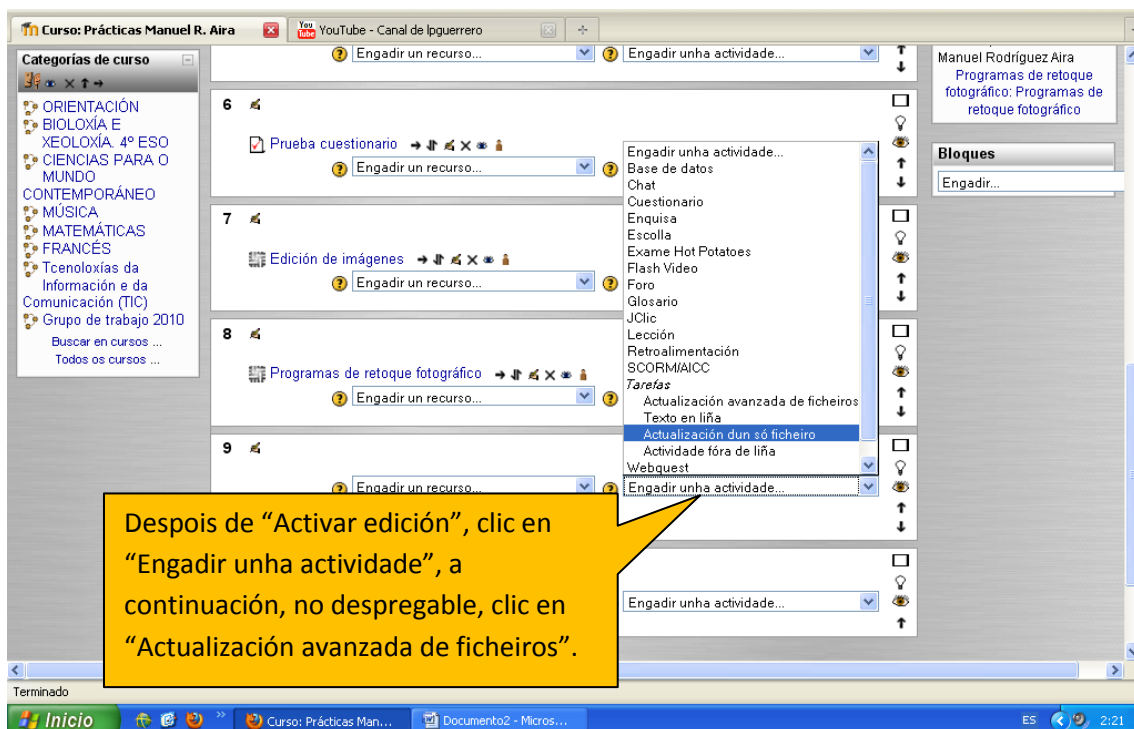 Curso: Prácticas Manuel R. Aira
You Tube YouTube - Canal de lpguerrero
Categorías de curso
ORIENTACIÓN
BIOLOXÍA E
XEOLOXÍA. 4º ESO
CIENCIAS PARA O
MUNDO
CONTEMPORÁNEO
MÚSICA
MATEMÁTICAS
FRANCÉS
Tcenoloxías da
Información e da
Comunicación (TIC)
Grupo de trabajo 2010
Buscar en cursos ...
Todos os cursos ...
Engadir un recurso...
Engadir unha actividade...
6
Prueba cuestionario
Engadir un recurso...
7
Edición de imágenes
Engadir un recurso...
8
Programas de retoque fotográfico
Engadir un recurso...
9
Engadir un recurso...
Engadir unha actividade...
Base de datos
Chat
Cuestionario
Enquisa
Escolla
Exame Hot Potatoes
Flash Video
Foro
Glosario
JClic
Lección
Retroalimentación
SCORM/AICC
Tarefas
Actualización avanzada de ficheiros
Texto en liña
Actualización dun só ficheiro
Actividade fóra de liña
Webquest
Engadir unha actividade...
Engadir unha actividade...
Despois de “Activar edición”, clic en
“Engadir unha actividade”, a
continuación, no despregable, clic en
“Actualización avanzada de ficheiros”.
Manuel Rodríguez Aira
Programas de retoque
fotográfico: Programas de
retoque fotográfico
Bloques
Engadir...
Terminado
Inicio
Curso: Prácticas Man...
Documento2 - Micros...
ES
2:21